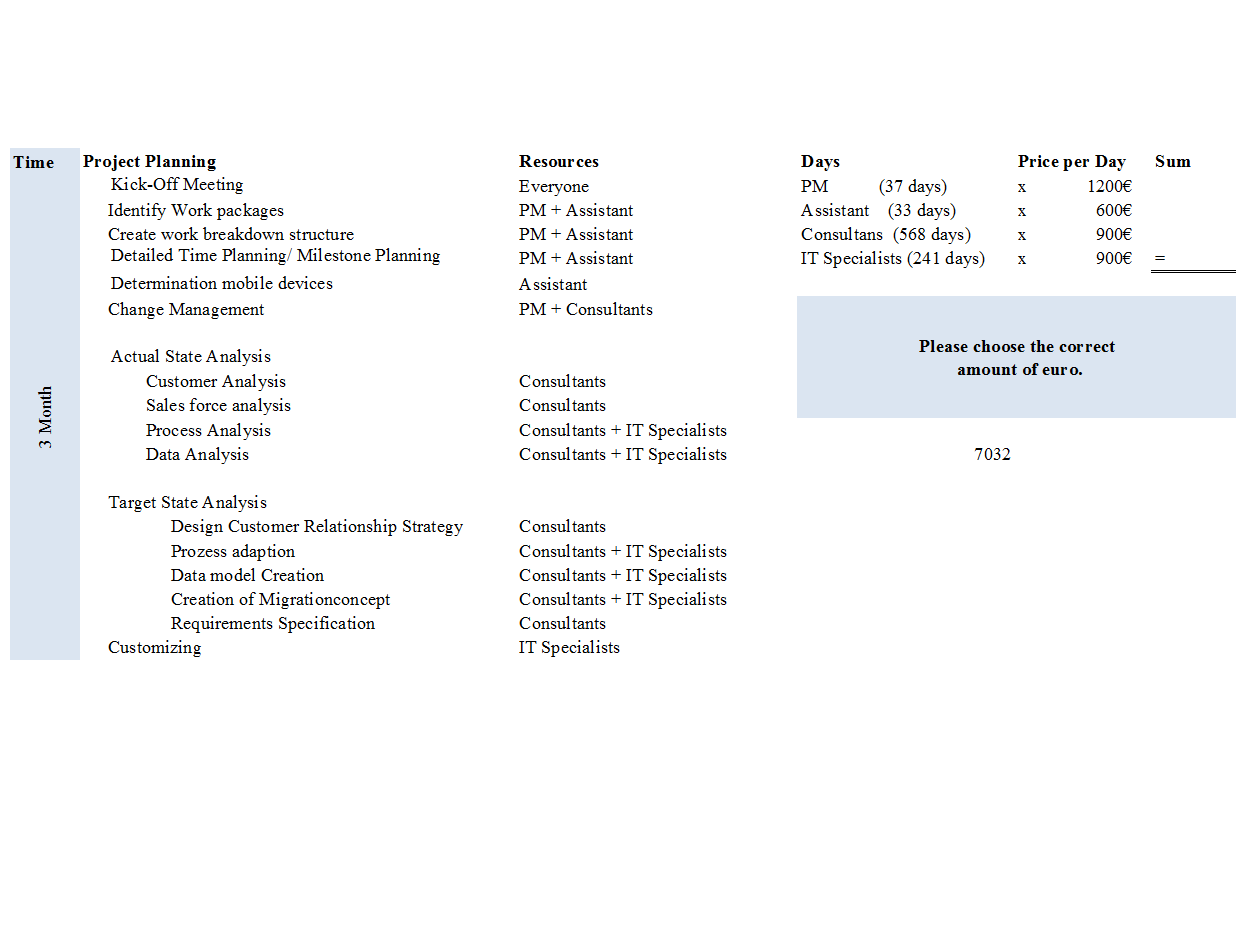 Time Project Planning Resources Days Price per Day Sum
Kick-Off Meeting Everyone PM (37 days) x 1200€
Identify Work packages PM + Assistant Assistant (33 days) x 600€
Create work breakdown structure PM + Assistant Consultans (568 days) x 900€
Detailed Time Planning/ Milestone Planning PM + Assistant IT Specialists (241 days) x 900€ =
Determination mobile devices Assistant
Change Management PM + Consultants
Please choose the correct
amount of euro.
Actual State Analysis
Customer Analysis Consultants
Sales force analysis Consultants
Process Analysis Consultants + IT Specialists
Data Analysis Consultants + IT Specialists 7032
3 Month
Target State Analysis
Design Customer Relationship Strategy Consultants
Prozess adaption Consultants + IT Specialists
Data model Creation Consultants + IT Specialists
Creation of Migrationconcept Consultants + IT Specialists
Requirements Specification Consultants
Customizing IT Specialists